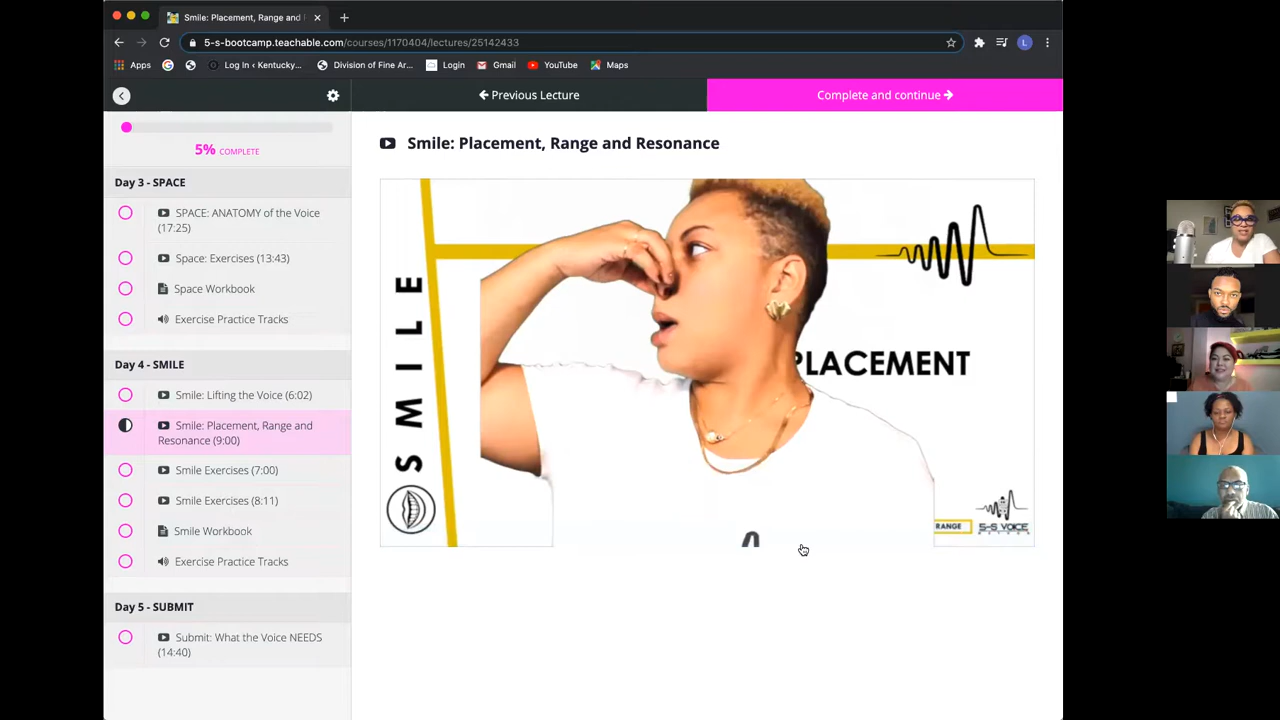 Smile: Placement, Range and
5-s-bootcamp.teachable.com/courses/1170404/lectures/25142433
L
Apps
Log In ‹ Kentucky...
Division of Fine Ar...
Login
Gmail
YouTube
Maps
Previous Lecture
Complete and continue
5% COMPLETE
Day 3 - SPACE
SPACE: ANATOMY of the Voice
(17:25)
Space: Exercises (13:43)
Space Workbook
Exercise Practice Tracks
Day 4 - SMILE
Smile: Lifting the Voice (6:02)
Smile: Placement, Range and
Resonance (9:00)
Smile Exercises (7:00)
Smile Exercises (8:11)
Smile Workbook
Exercise Practice Tracks
Day 5 - SUBMIT
Submit: What the Voice NEEDS
(14:40)
Smile: Placement, Range and Resonance
SMILE
PLACEMENT
RANGE
5-S VOICE